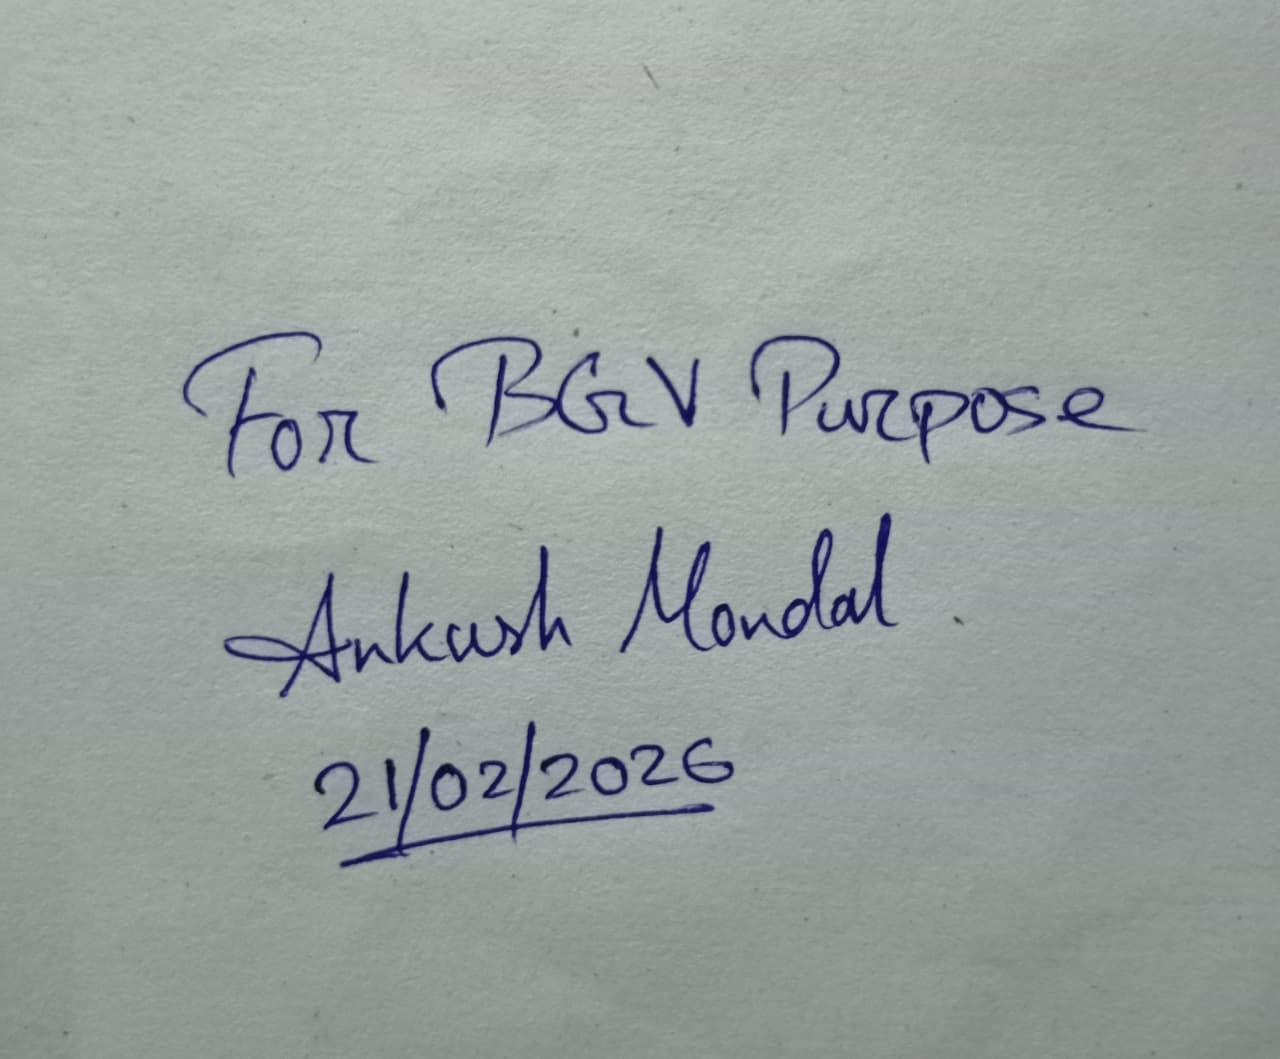 For BGV Purpose
Ankush Mondal
21/02/2026